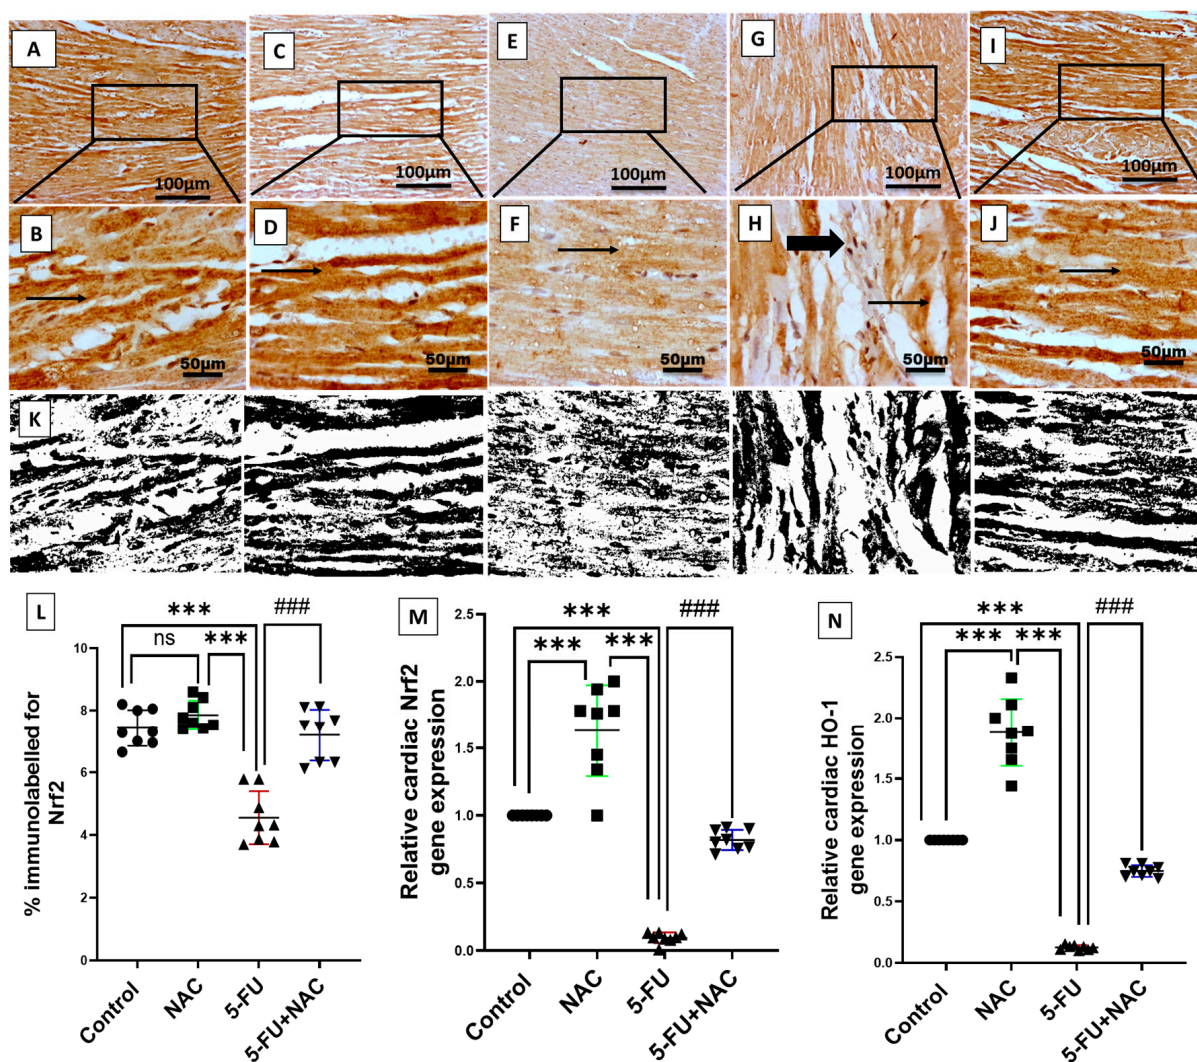 A
C
E
G
I
100μm
100μm
100μm
100μm
100μm
B
D
F
H
J
50μm
50μm
50μm
50μm
50μm
K
L
*** ###
ns ***
% immunolabelled for
Nrf2
10
8
6
4
2
0
Control
NAC
5-FU
5-FU+NAC
M
*** ###
*** ***
Relative cardiac Nrf2
gene expression
2.5
2.0
1.5
1.0
0.5
0.0
Control
NAC
5-FU
5-FU+NAC
N
*** ###
*** ***
Relative cardiac HO-1
gene expression
2.5
2.0
1.5
1.0
0.5
0.0
Control
NAC
5-FU
5-FU+NAC